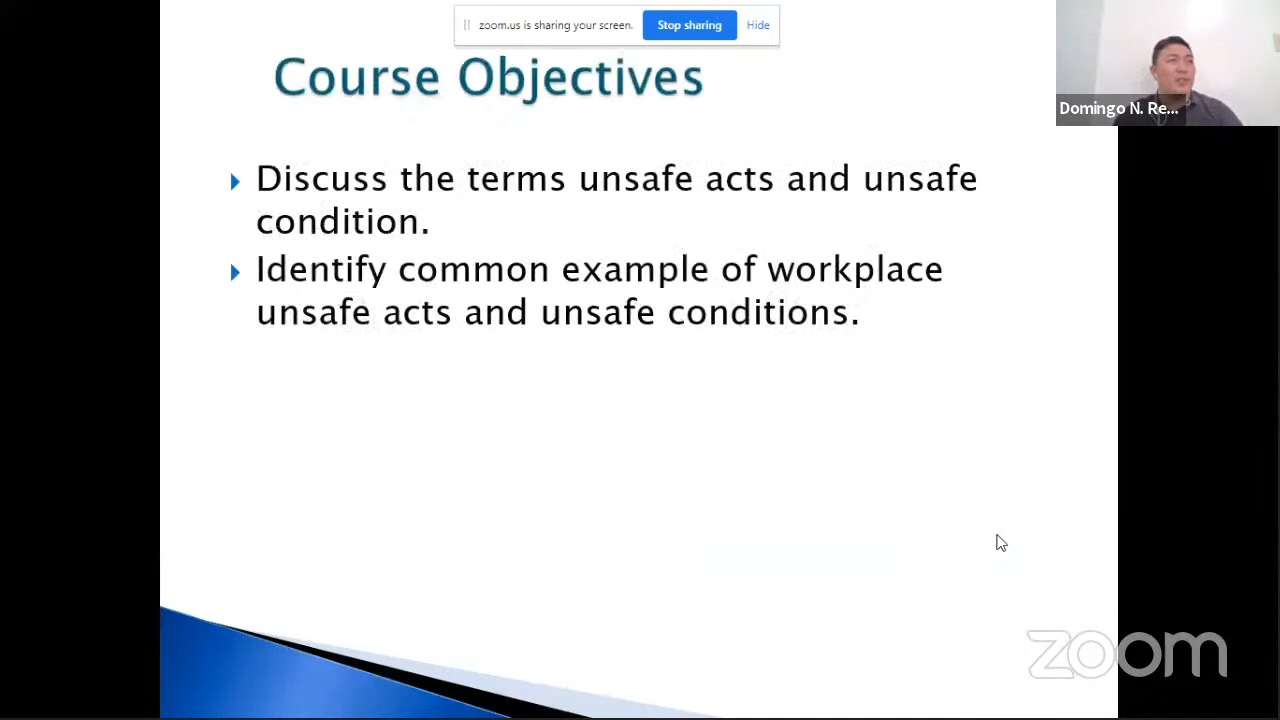 zoom.us is sharing your screen. Stop sharing Hide
Course Objectives
Domingo N. Re...
Discuss the terms unsafe acts and unsafe
condition.
Identify common example of workplace
unsafe acts and unsafe conditions.
zoom